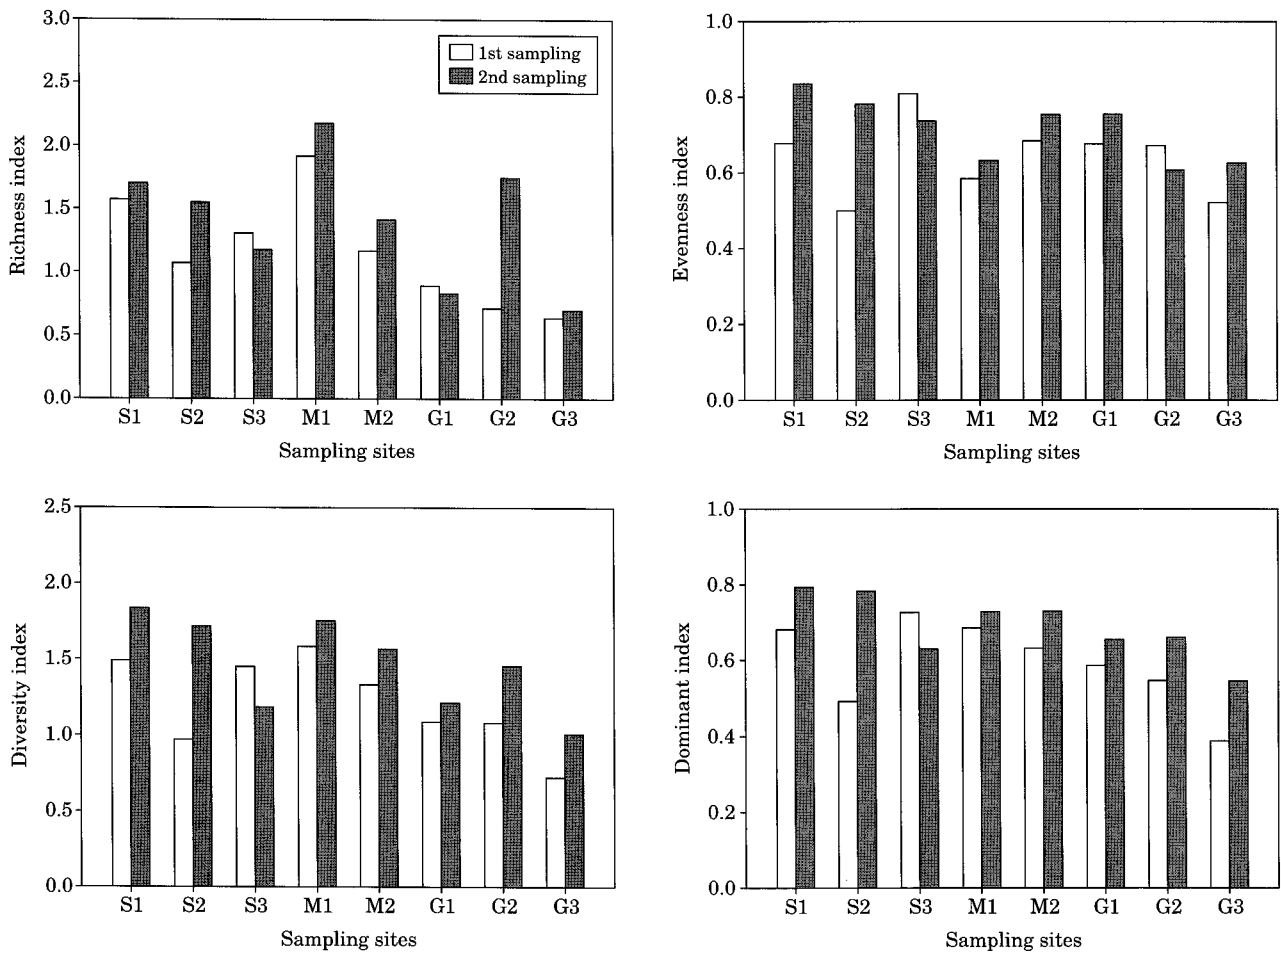 3.0
2.5
2.0
1.5
1.0
0.5
0.0
Richness index
1st sampling
2nd sampling
S1 S2 S3 M1 M2 G1 G2 G3
Sampling sites
1.0
0.8
0.6
0.4
0.2
0.0
Evenness index
S1 S2 S3 M1 M2 G1 G2 G3
Sampling sites
2.5
2.0
1.5
1.0
0.5
0.0
Diversity index
S1 S2 S3 M1 M2 G1 G2 G3
Sampling sites
1.0
0.8
0.6
0.4
0.2
0.0
Dominant index
S1 S2 S3 M1 M2 G1 G2 G3
Sampling sites